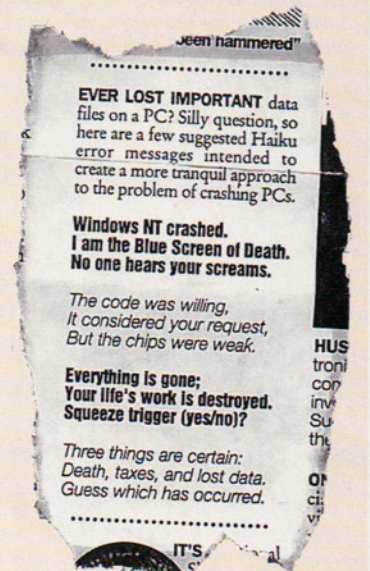 been hammered"
EVER LOST IMPORTANT data
files on a PC? Silly question, so
here are a few suggested Haiku
error messages intended to
create a more tranquil approach
to the problem of crashing PCs.
Windows NT crashed.
I am the Blue Screen of Death.
No one hears your screams.
The code was willing,
It considered your request,
But the chips were weak.
Everything is gone;
Your life's work is destroyed.
Squeeze trigger (yes/no)?
Three things are certain:
Death, taxes, and lost data.
Guess which has occurred.
HUS
troni
con
inv
Su
the
IT'S
al